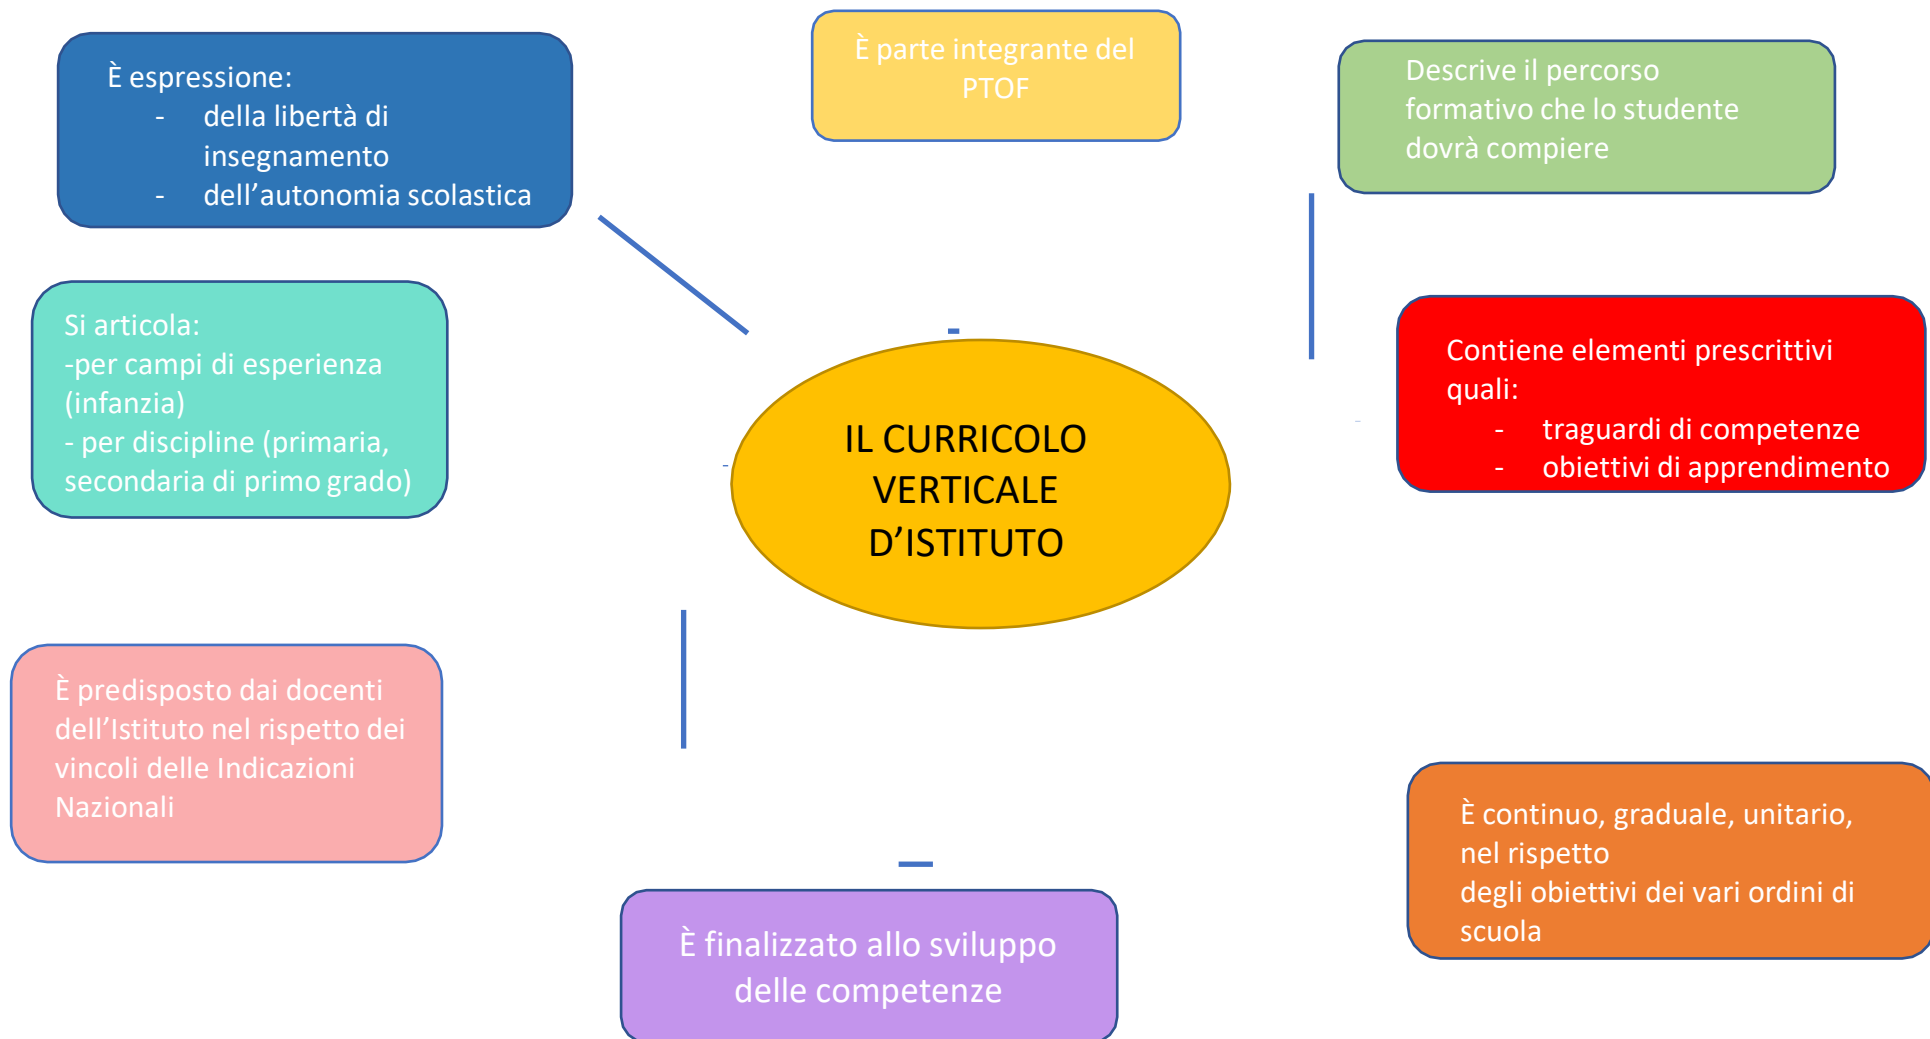 È espressione:
- della libertà di
insegnamento
- dell’autonomia scolastica
È parte integrante del
PTOF
Descrive il percorso
formativo che lo studente
dovrà compiere
Si articola:
-per campi di esperienza
(infanzia)
- per discipline (primaria,
secondaria di primo grado)
IL CURRICOLO
VERTICALE
D’ISTITUTO
Contiene elementi prescrittivi
quali:
- traguardi di competenze
- obiettivi di apprendimento
È predisposto dai docenti
dell’Istituto nel rispetto dei
vincoli delle Indicazioni
Nazionali
È finalizzato allo sviluppo
delle competenze
È continuo, graduale, unitario,
nel rispetto
degli obiettivi dei vari ordini di
scuola